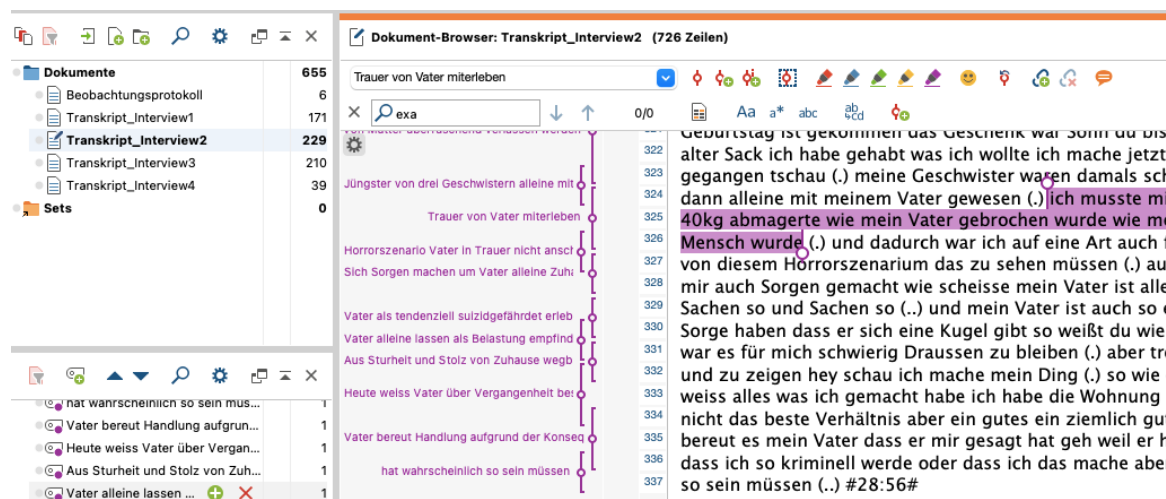 Dokument-Browser: Transkript_Interview2 (726 Zeilen)
Dokumente 655
Beobachtungsprotokoll 6
Transkript_Interview1 171
Transkript_Interview2 229
Transkript_Interview3 210
Transkript_Interview4 39
Sets 0
Trauer von Vater miterleben
exa 0/0 Aa a* abc ab cd
Jüngster von drei Geschwistern alleine mit
Trauer von Vater miterleben
Horrorszenario Vater in Trauer nicht ansch
Sich Sorgen machen um Vater alleine Zuha
Vater als tendenziell suizidgefährdet erleb
Vater alleine lassen als Belastung empfind
Aus Sturheit und Stolz von Zuhause wegb
Heute weiss Vater über Vergangenheit bes
Vater bereut Handlung aufgrund der Konseq
hat wahrscheinlich so sein müssen
Geburtstag ist gekommen das Geschenk war Sohn du bis
322 alter Sack ich habe gehabt was ich wollte ich mache jetzt
323 gegangen tschau (.) meine Geschwister waren damals sch
324 dann alleine mit meinem Vater gewesen (.) ich musste mi
325 40kg abmagerte wie mein Vater gebrochen wurde wie me
326 Mensch wurde (.) und dadurch war ich auf eine Art auch f
327 von diesem Horrorszenarium das zu sehen müssen (.) au
328 mir auch Sorgen gemacht wie scheisse mein Vater ist alle
329 Sachen so und Sachen so (..) und mein Vater ist auch so
330 Sorge haben dass er sich eine Kugel gibt so weißt du wie
331 war es für mich schwierig Draussen zu bleiben (.) aber tr
332 und zu zeigen hey schau ich mache mein Ding (.) so wie
333 weiss alles was ich gemacht habe ich habe die Wohnung
334 nicht das beste Verhältnis aber ein gutes ein ziemlich gu
335 bereut es mein Vater dass er mir gesagt hat geh weil er h
336 dass ich so kriminell werde oder dass ich das mache abe
337 so sein müssen (..) #28:56#
hat wahrscheinlich so sein müs... 1
Vater bereut Handlung aufgrun... 1
Heute weiss Vater über Vergan... 1
Aus Sturheit und Stolz von Zuh... 1
Vater alleine lassen ... 1